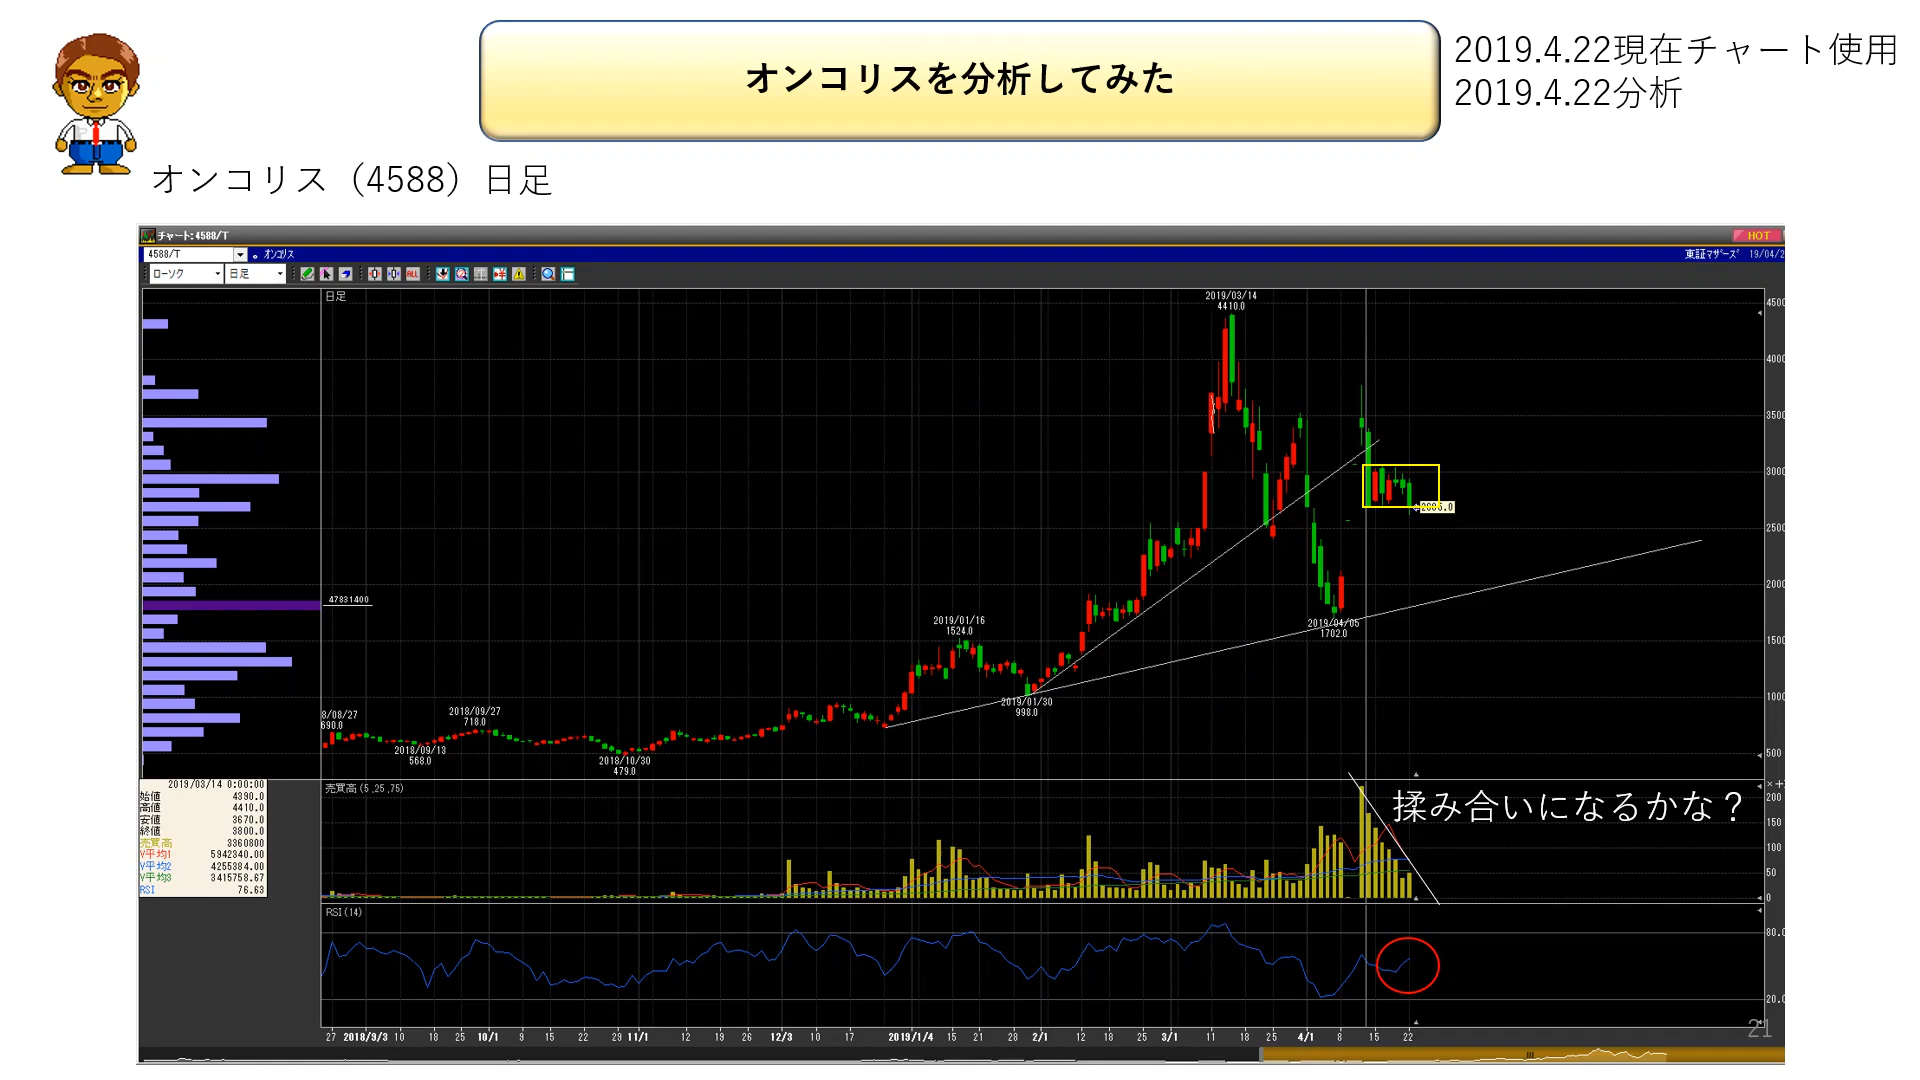 オンコリスを分析してみた
2019.4.22現在チャート使用
2019.4.22分析
オンコリス（4588）日足
チャート:4588/T
HOT
4588/T
オンコリス
東証マザーズ 19/04/2
ローソク
日足
ALL
日足
2019/03/14
4410.0
4500
4000
3500
3000
2500
2000
1500
1000
500
47831400
2019/01/16
1524.0
2019/04/05
1702.0
2019/01/30
998.0
8/08/27
690.0
2018/09/27
718.0
2018/09/13
568.0
2018/10/30
479.0
2019/03/14 0:00:00
始値 4390.0
高値 4410.0
安値 3670.0
終値 3800.0
売買高 3360800
V平均1 5942340.00
V平均2 4255384.00
V平均3 3415758.67
RSI 76.63
売買高(5,25,75)
揉み合いになるかな？
200
150
100
50
0
RSI(14)
80.0
20.0
27 2018/9/3 10 18 25 10/1 9 15 22 29 11/1 12 19 26 12/3 10 17 2019/1/4 15 21 28 2/1 12 18 25 3/1 11 18 25 4/1 8 15 22
21